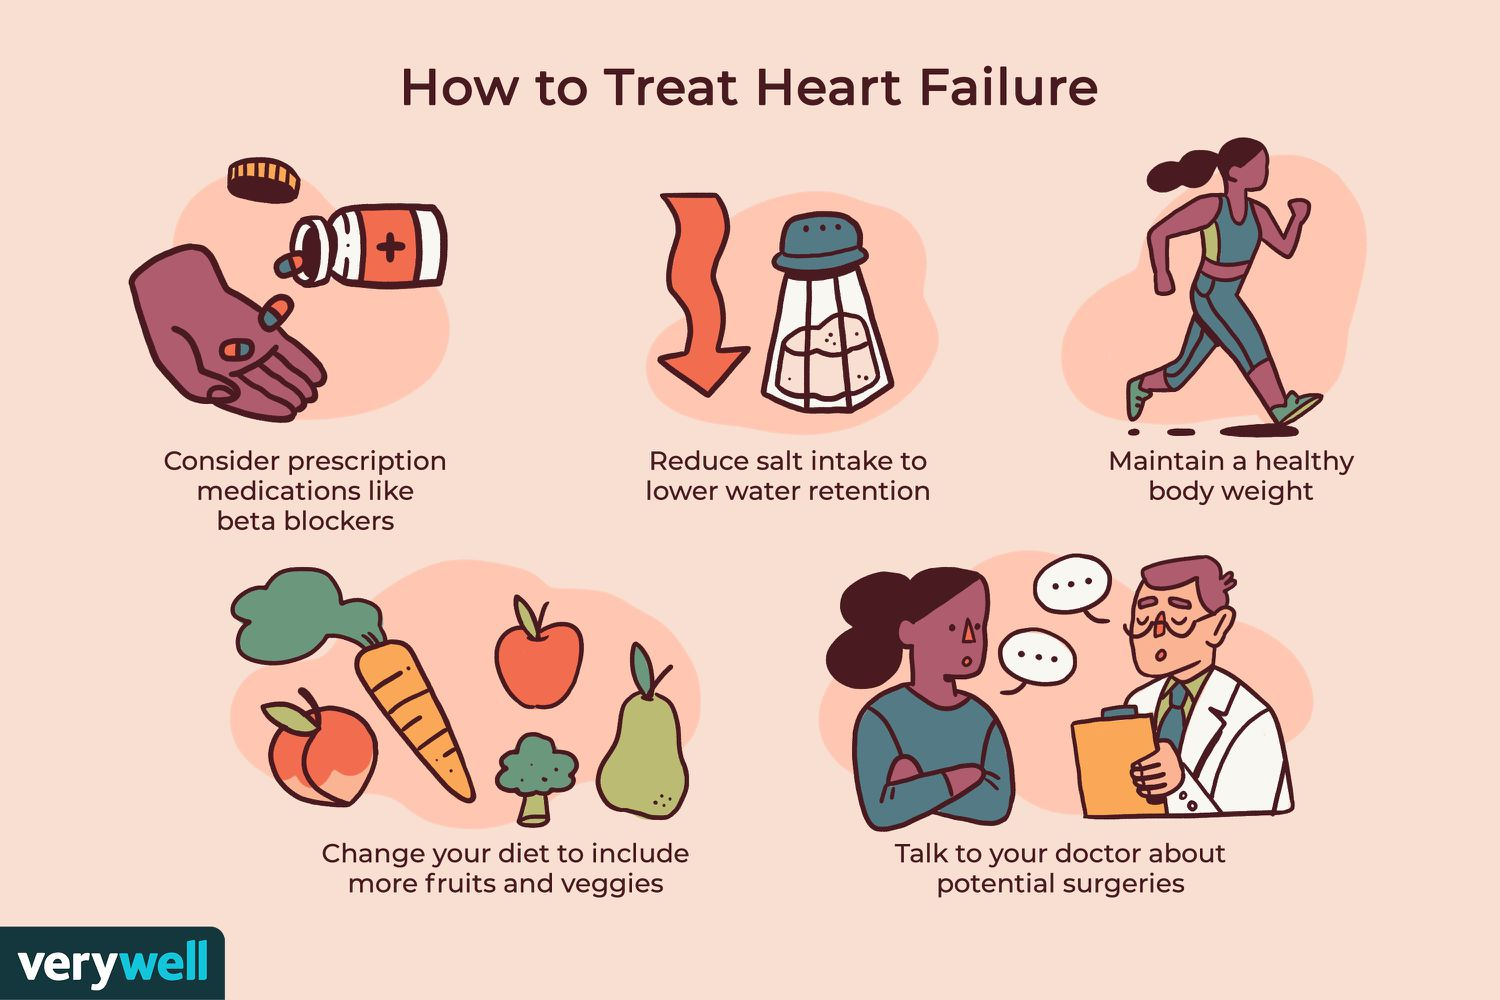 How to Treat Heart Failure
Consider prescription
medications like
beta blockers
Reduce salt intake to
lower water retention
Maintain a healthy
body weight
Change your diet to include
more fruits and veggies
Talk to your doctor about
potential surgeries
verywell